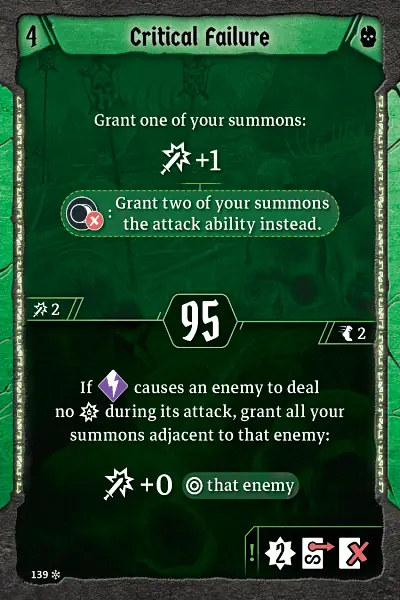 4
Critical Failure
Grant one of your summons:
+1
: Grant two of your summons
the attack ability instead.
2
95
2
If causes an enemy to deal
no during its attack, grant all your
summons adjacent to that enemy:
+0 that enemy
! 2 S X
139